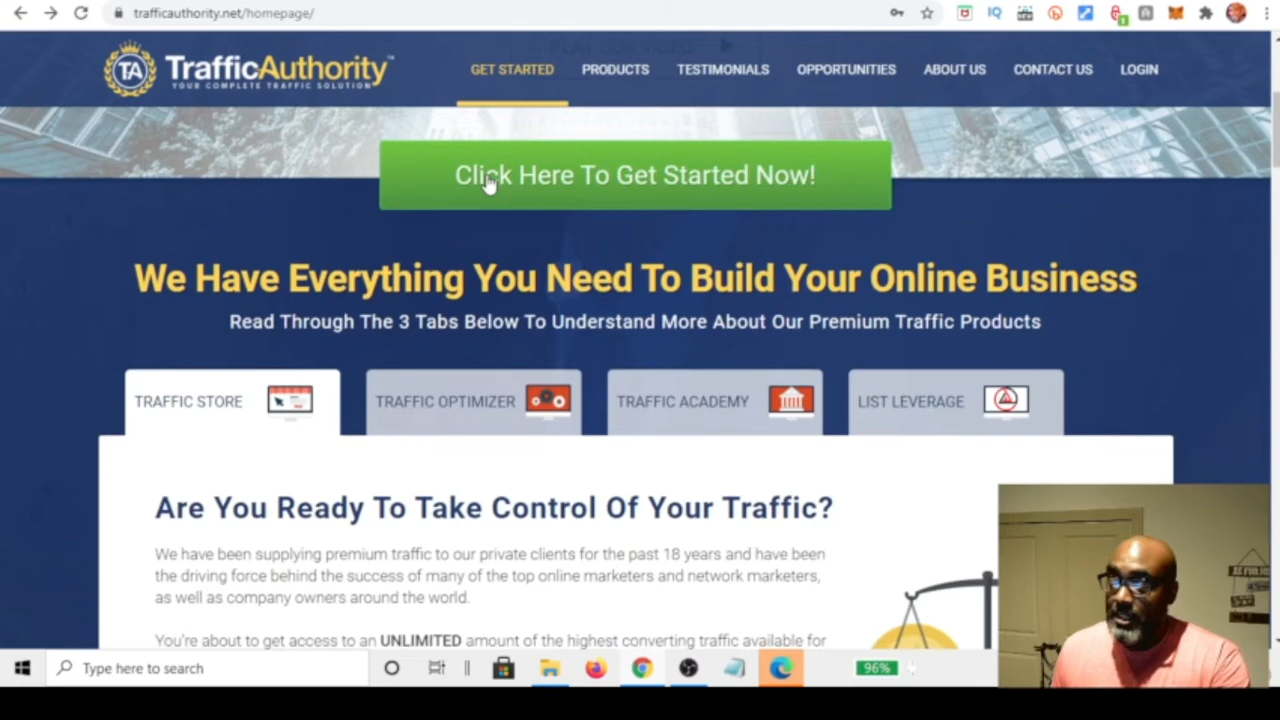 trafficauthority.net/homepage/
TA
TrafficAuthority™
YOUR COMPLETE TRAFFIC SOLUTION
GET STARTED
PRODUCTS
TESTIMONIALS
OPPORTUNITIES
ABOUT US
CONTACT US
LOGIN
Click Here To Get Started Now!
We Have Everything You Need To Build Your Online Business
Read Through The 3 Tabs Below To Understand More About Our Premium Traffic Products
TRAFFIC STORE
TRAFFIC OPTIMIZER
TRAFFIC ACADEMY
LIST LEVERAGE
Are You Ready To Take Control Of Your Traffic?
We have been supplying premium traffic to our private clients for the past 18 years and have been
the driving force behind the success of many of the top online marketers and network marketers,
as well as company owners around the world.
You're about to get access to an UNLIMITED amount of the highest converting traffic available for
Type here to search
96%